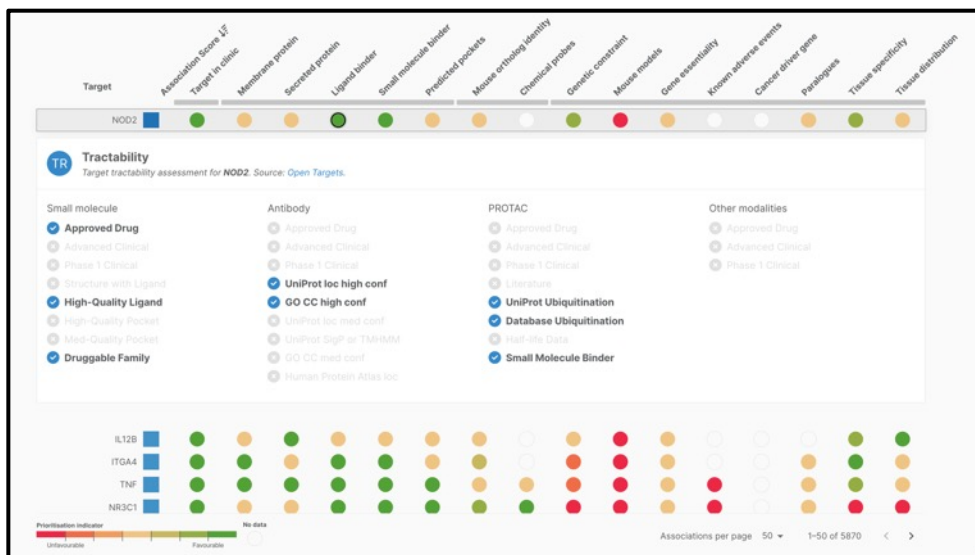 Target
Association Score
Target in clinic
Membrane protein
Secreted protein
Ligand binder
Small molecule binder
Predicted pockets
Mouse ortholog identity
Chemical probes
Genetic constraint
Mouse models
Gene essentiality
Known adverse events
Cancer driver gene
Paralogues
Tissue specificity
Tissue distribution
NOD2
TR
Tractability
Target tractability assessment for NOD2. Source: Open Targets.
Small molecule
Approved Drug
Advanced Clinical
Phase 1 Clinical
Structure with Ligand
High-Quality Ligand
High-Quality Pocket
Med-Quality Pocket
Druggable Family
Antibody
Approved Drug
Advanced Clinical
Phase 1 Clinical
UniProt loc high conf
GO CC high conf
UniProt loc med conf
UniProt SigP or TMHMM
GO CC med conf
Human Protein Atlas loc
PROTAC
Approved Drug
Advanced Clinical
Phase 1 Clinical
Literature
UniProt Ubiquitination
Database Ubiquitination
Half-life Data
Small Molecule Binder
Other modalities
Approved Drug
Advanced Clinical
Phase 1 Clinical
IL12B
ITGA4
TNF
NR3C1
Prioritisation indicator
No data
Unfavourable
Favourable
Associations per page 50
1–50 of 5870